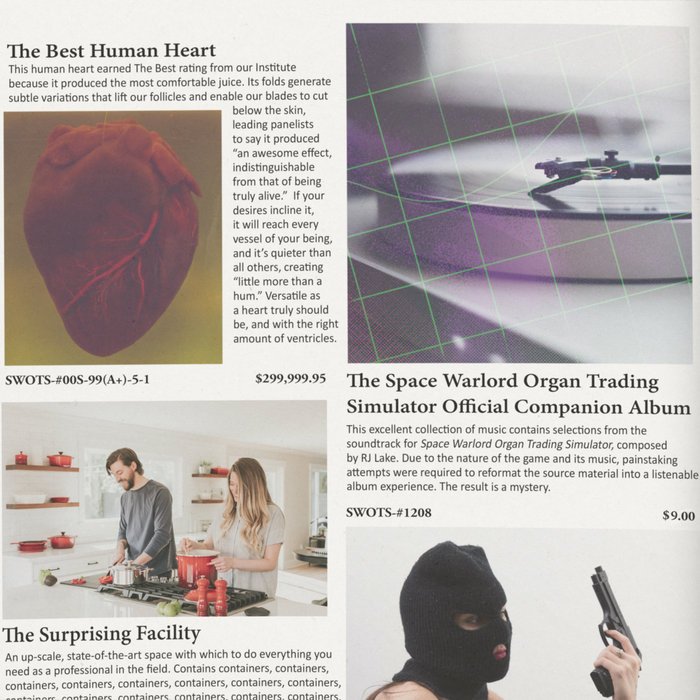 The Best Human Heart
This human heart earned The Best rating from our Institute
because it produced the most comfortable juice. Its folds generate
subtle variations that lift our follicles and enable our blades to cut
below the skin,
leading panelists
to say it produced
“an awesome effect,
indistinguishable
from that of being
truly alive.” If your
desires incline it,
it will reach every
vessel of your being,
and it’s quieter than
all others, creating
“little more than a
hum.” Versatile as
a heart truly should
be, and with the right
amount of ventricles.
SWOTS-#00S-99(A+)-5-1
$299,999.95
The Surprising Facility
An up-scale, state-of-the-art space with which to do everything you
need as a professional in the field. Contains containers, containers,
containers, containers, containers, containers, containers, containers,
containers, containers, containers, containers, containers, containers,
The Space Warlord Organ Trading
Simulator Official Companion Album
This excellent collection of music contains selections from the
soundtrack for Space Warlord Organ Trading Simulator, composed
by RJ Lake. Due to the nature of the game and its music, painstaking
attempts were required to reformat the source material into a listenable
album experience. The result is a mystery.
SWOTS-#1208
$9.00